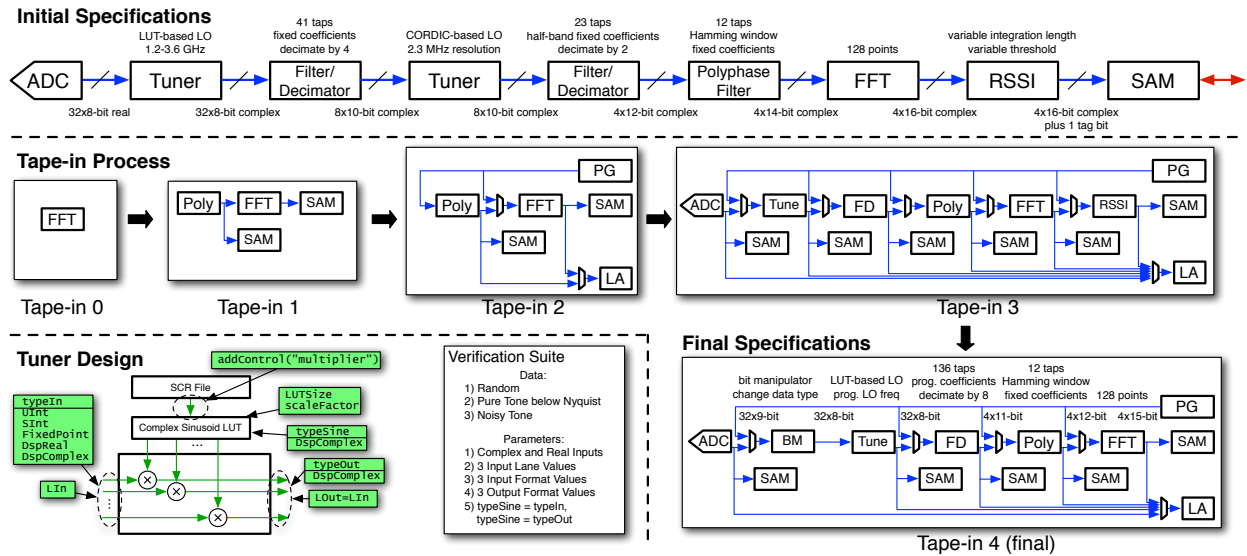 Initial Specifications
LUT-based LO
1.2-3.6 GHz
41 taps
fixed coefficients
decimate by 4
CORDIC-based LO
2.3 MHz resolution
23 taps
half-band fixed coefficients
decimate by 2
12 taps
Hamming window
fixed coefficients
128 points
variable integration length
variable threshold
ADC
Tuner
Filter/
Decimator
Tuner
Filter/
Decimator
Polyphase
Filter
FFT
RSSI
SAM
32x8-bit real
32x8-bit complex
8x10-bit complex
8x10-bit complex
4x12-bit complex
4x14-bit complex
4x16-bit complex
4x16-bit complex
plus 1 tag bit
Tape-in Process
FFT
Tape-in 0
Poly
FFT
SAM
SAM
Tape-in 1
PG
Poly
FFT
SAM
SAM
LA
Tape-in 2
PG
ADC
Tune
FD
Poly
FFT
RSSI
SAM
SAM
SAM
SAM
SAM
SAM
LA
Tape-in 3
Tuner Design
addControl("multiplier")
SCR File
typeIn
UInt
SInt
FixedPoint
DspReal
DspComplex
LUTSize
scaleFactor
Complex Sinusoid LUT
...
typeSine
DspComplex
typeOut
DspComplex
LIn
LOut=LIn
Verification Suite
Data:
1) Random
2) Pure Tone below Nyquist
3) Noisy Tone
Parameters:
1) Complex and Real Inputs
2) 3 Input Lane Values
3) 3 Input Format Values
4) 3 Output Format Values
5) typeSine = typeIn,
typeSine = typeOut
Final Specifications
bit manipulator
change data type
LUT-based LO
prog. LO freq
136 taps
prog. coefficients
decimate by 8
12 taps
Hamming window
fixed coefficients
128 points
PG
32x9-bit
32x8-bit
32x8-bit
4x11-bit
4x12-bit
4x15-bit
ADC
BM
Tune
FD
Poly
FFT
SAM
SAM
SAM
SAM
SAM
LA
Tape-in 4 (final)